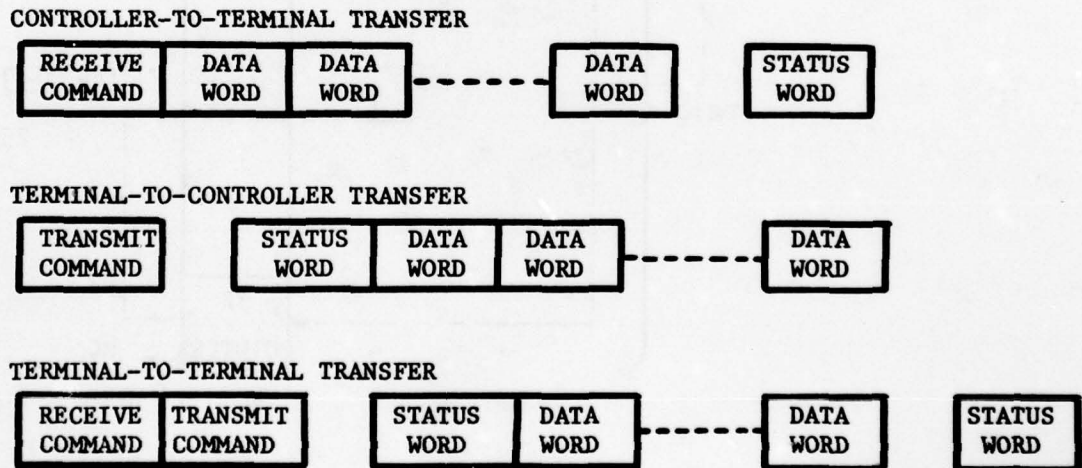 CONTROLLER-TO-TERMINAL TRANSFER
RECEIVE COMMAND
DATA WORD
DATA WORD
DATA WORD
STATUS WORD
TERMINAL-TO-CONTROLLER TRANSFER
TRANSMIT COMMAND
STATUS WORD
DATA WORD
DATA WORD
DATA WORD
TERMINAL-TO-TERMINAL TRANSFER
RECEIVE COMMAND
TRANSMIT COMMAND
STATUS WORD
DATA WORD
DATA WORD
STATUS WORD